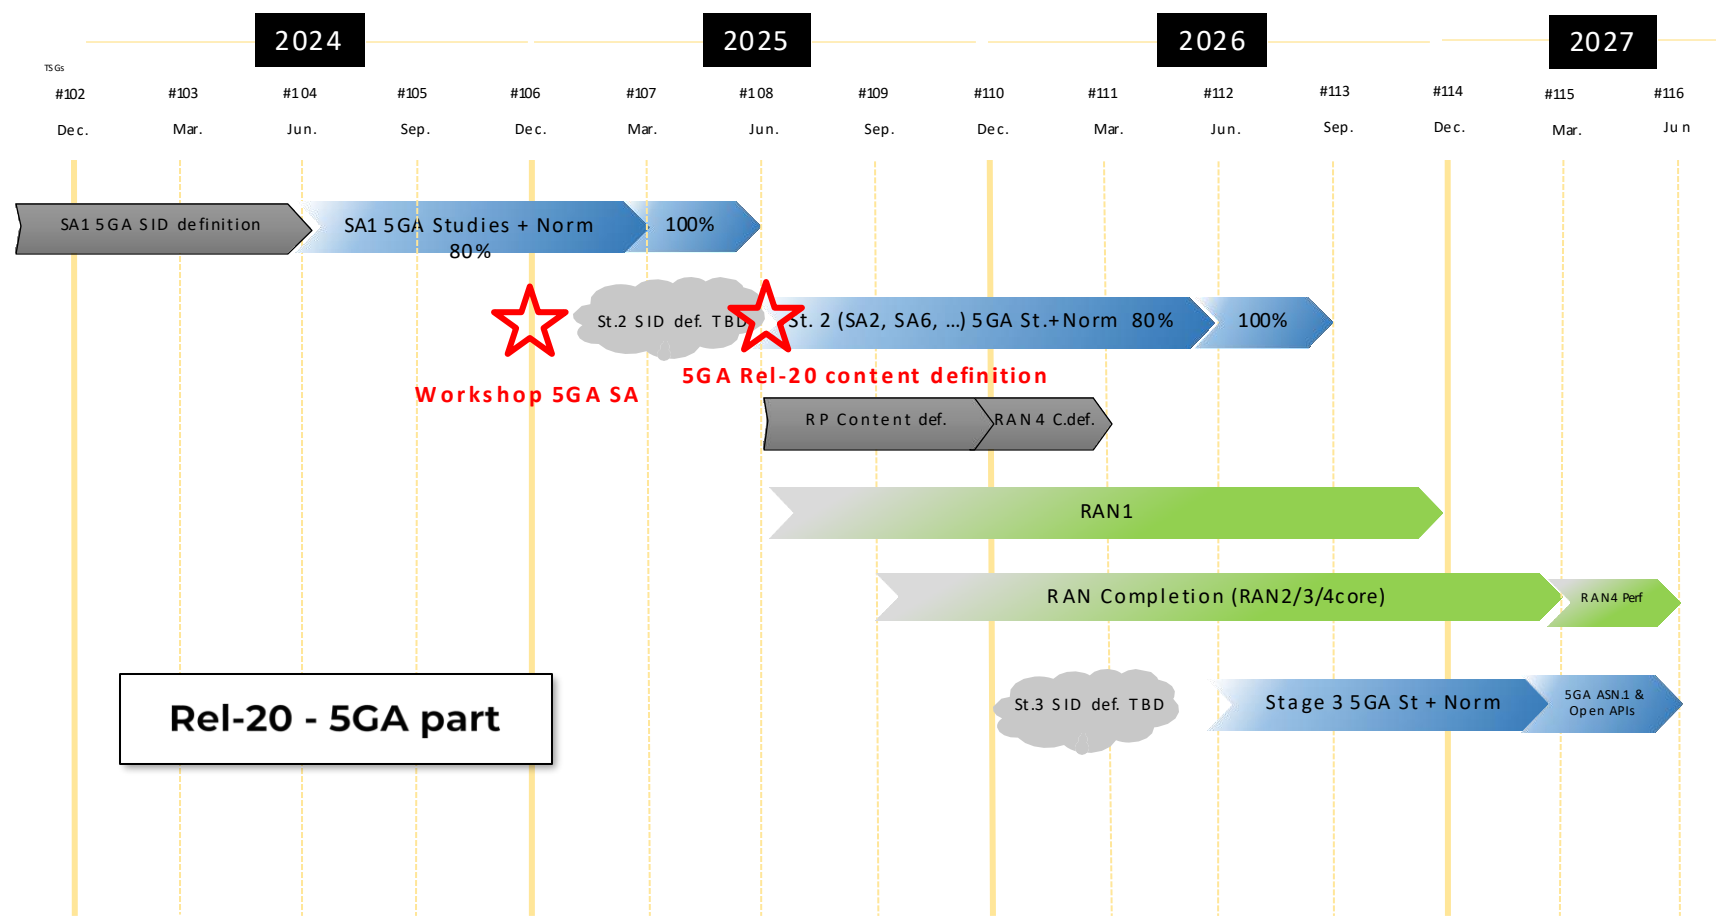 2024
2025
2026
2027
TSGs
#102
#103
#104
#105
#106
#107
#108
#109
#110
#111
#112
#113
#114
#115
#116
Dec.
Mar.
Jun.
Sep.
Dec.
Mar.
Jun.
Sep.
Dec.
Mar.
Jun.
Sep.
Dec.
Mar.
Jun
SA1 5GA SID definition
SA1 5GA Studies + Norm
80%
100%
St.2 SID def. TBD
St. 2 (SA2, SA6, ...) 5GA St.+Norm 80%
100%
5GA Rel-20 content definition
Workshop 5GA SA
RP Content def.
RAN4 C.def.
RAN1
RAN Completion (RAN2/3/4core)
RAN4 Perf
St.3 SID def. TBD
Stage 3 5GA St + Norm
5GA ASN.1 &
Open APIs
Rel-20 - 5GA part